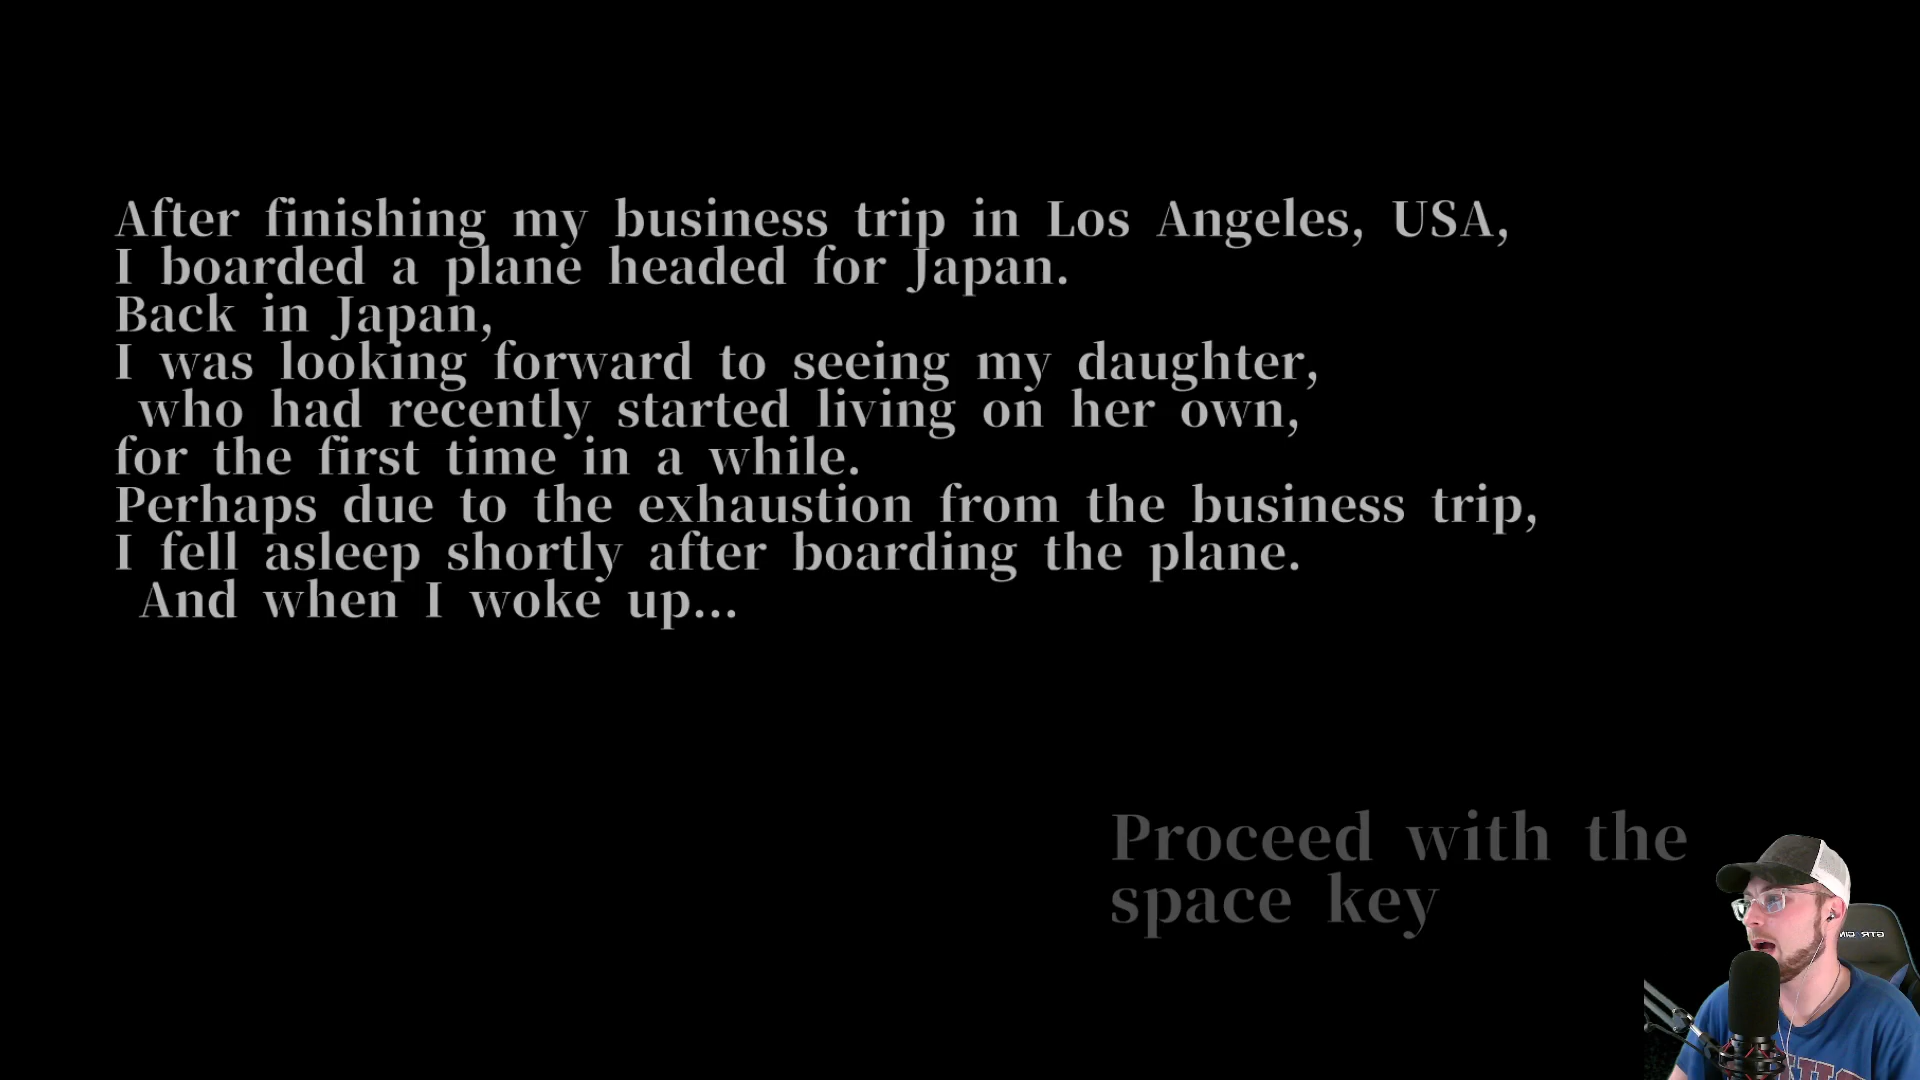 After finishing my business trip in Los Angeles, USA,
I boarded a plane headed for Japan.
Back in Japan,
I was looking forward to seeing my daughter,
who had recently started living on her own,
for the first time in a while.
Perhaps due to the exhaustion from the business trip,
I fell asleep shortly after boarding the plane.
And when I woke up...
Proceed with the
space key